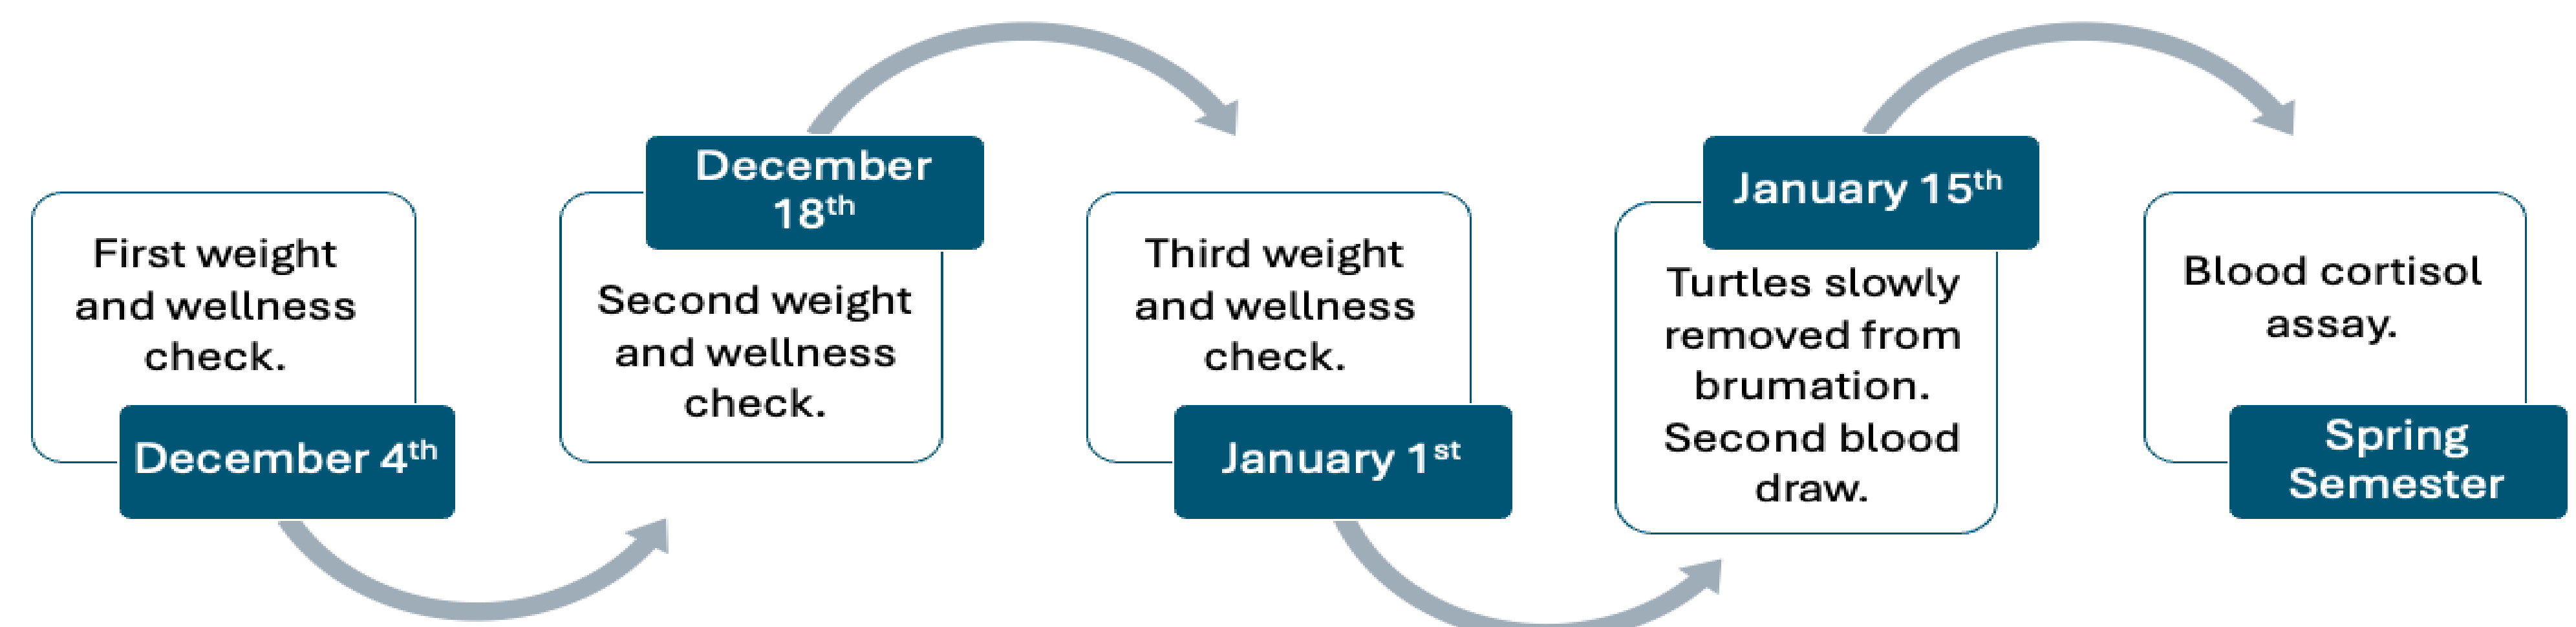 First weight
and wellness
check.
December 4th
December
18th
Second weight
and wellness
check.
Third weight
and wellness
check.
January 1st
January 15th
Turtles slowly
removed from
brumation.
Second blood
draw.
Blood cortisol
assay.
Spring
Semester